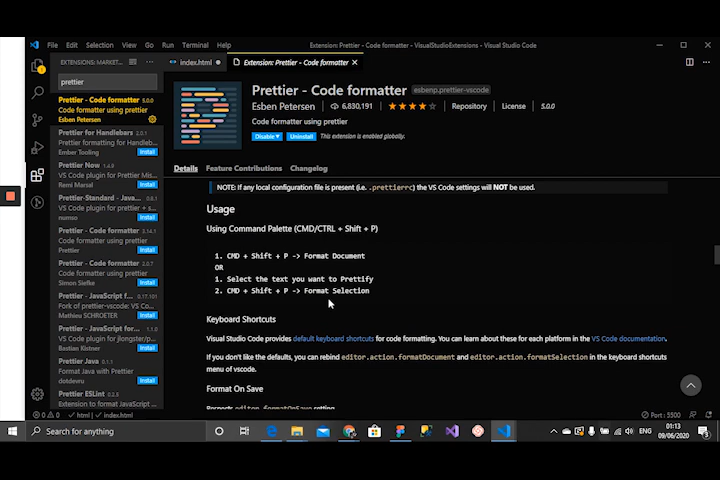 File Edit Selection View Go Run Terminal Help
Extension: Prettier - Code formatter - VisualStudioExtensions - Visual Studio Code
EXTENSIONS: MARKET...
index.html
Extension: Prettier - Code formatter
prettier
Prettier - Code formatter 5.0.0
Code formatter using prettier
Esben Petersen
Prettier for Handlebars 2.0.1
Prettier formatting for Handleb...
Ember Tooling Install
Prettier Now 1.4.9
VS Code plugin for Prettier Mis...
Remi Marsal Install
Prettier - Standard - Java... 0.8.1
VS Code plugin for prettier + s...
numso Install
Prettier - Code formatter 3.14.1
Code formatter using prettier
Prettier Install
Prettier - Code formatter 2.0.7
Code formatter using prettier
Simon Sielke Install
Prettier - JavaScript f... 0.17.101
Fork of prettier-vscode: VS Co...
Mathieu SCHROETER Install
Prettier - JavaScript for... 1.1.0
VS Code plugin for jlongster/p...
Bastian Kistner Install
Prettier Java 0.1.1
Format Java with Prettier
dotdevru Install
Prettier ESLint 0.2.1
Extension to format JavaScript
Prettier - Code formatter esbenp.prettier-vscode
Esben Petersen 6,830,191 Repository License 5.0.0
Code formatter using prettier
Disable Uninstall This extension is enabled globally.
Details Feature Contributions Changelog
NOTE: If any local configuration file is present (i.e. .prettierrc) the VS Code settings will NOT be used.
Usage
Using Command Palette (CMD/CTRL + Shift + P)
1. CMD + Shift + P -> Format Document
OR
1. Select the text you want to Prettify
2. CMD + Shift + P -> Format Selection
Keyboard Shortcuts
Visual Studio Code provides default keyboard shortcuts for code formatting. You can learn about these for each platform in the VS Code documentation.
If you don't like the defaults, you can rebind editor.action.formatDocument and editor.action.formatSelection in the keyboard shortcuts
menu of vscode.
Format On Save
Respects editor.formatOnSave setting
0 0 html index.html
Port : 5500
Search for anything
ENG
01:13
09/06/2020
3